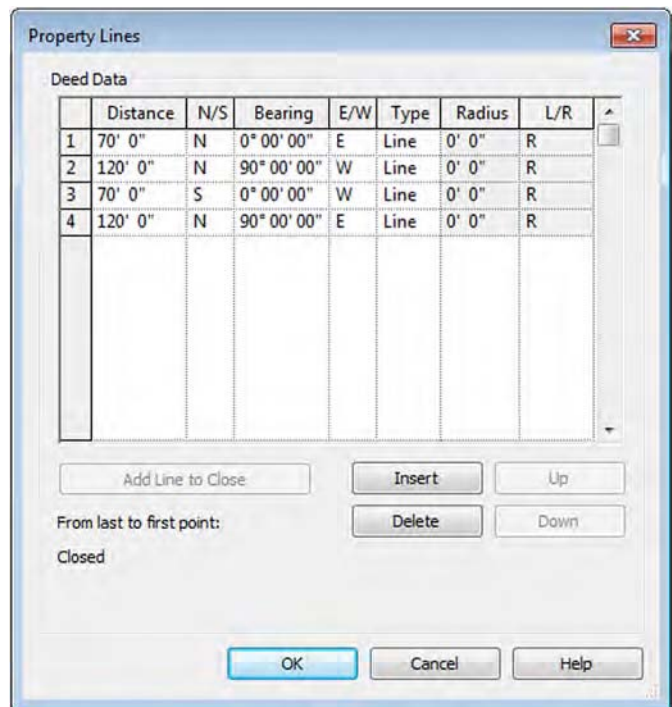 Property Lines
Deed Data
Distance N/S Bearing E/W Type Radius L/R
1 70' 0" N 0° 00' 00" E Line 0' 0" R
2 120' 0" N 90° 00' 00" W Line 0' 0" R
3 70' 0" S 0° 00' 00" W Line 0' 0" R
4 120' 0" N 90° 00' 00" E Line 0' 0" R
Add Line to Close Insert Up
From last to first point: Delete Down
Closed
OK Cancel Help